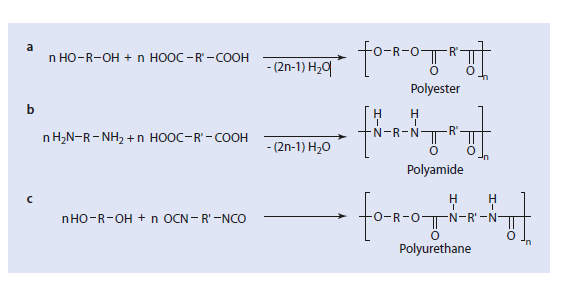 a
n HO-R-OH + n HOOC-R'-COOH
- (2n-1) H₂O
O-R-O R'
O O n
Polyester
b
n H₂N-R-NH₂ + n HOOC-R'-COOH
- (2n-1) H₂O
H H
N-R-N R'
O O n
Polyamide
c
nHO-R-OH + n OCN-R'-NCO
H H
O-R-O N-R'-N
O O n
Polyurethane